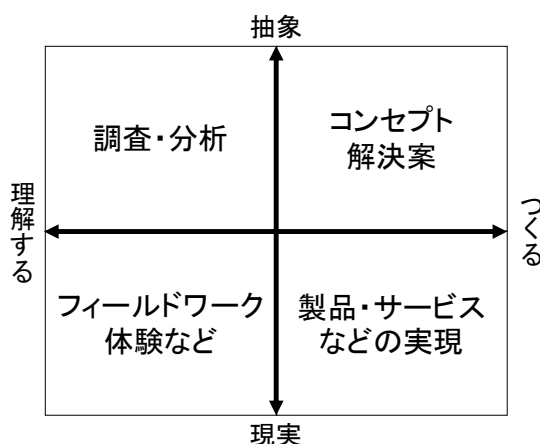 抽象
調査・分析
コンセプト
解決案
理解する
つくる
フィールドワーク
体験など
製品・サービス
などの実現
現実